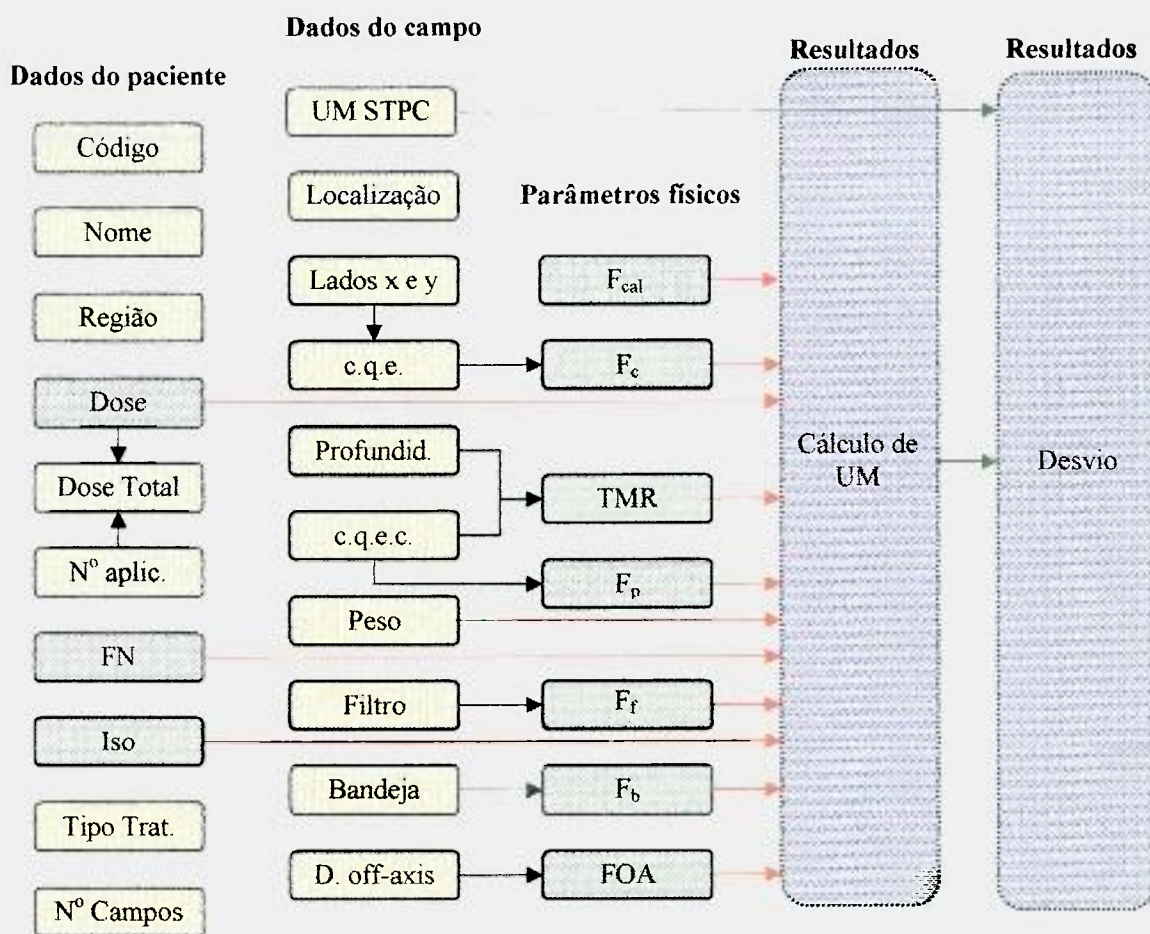 Dados do paciente
Código
Nome
Região
Dose
Dose Total
Nº aplic.
FN
Iso
Tipo Trat.
Nº Campos
Dados do campo
UM STPC
Localização
Lados x e y
c.q.e.
Profundid.
c.q.e.c.
Peso
Filtro
Bandeja
D. off-axis
Parâmetros físicos
Fcal
Fc
TMR
Fp
Ff
Fb
FOA
Resultados
Cálculo de
UM
Resultados
Desvio